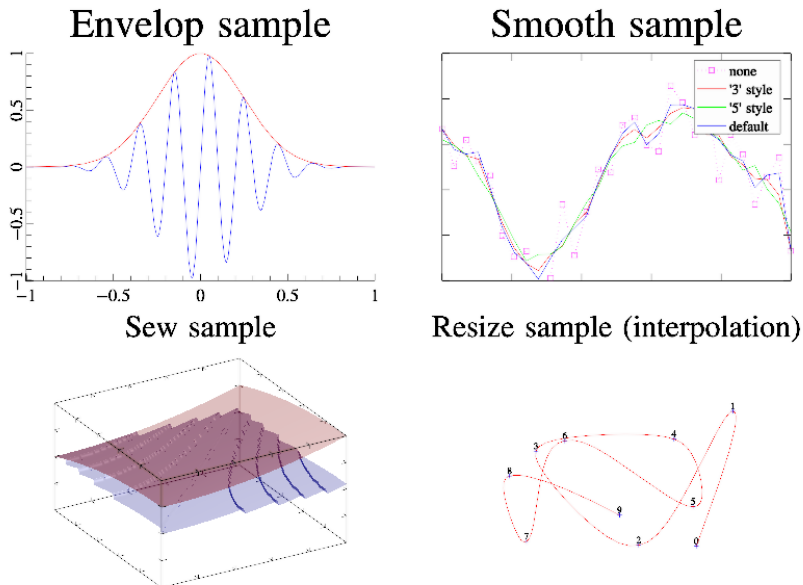 Envelop sample
Smooth sample
none
'3' style
'5' style
default
1
0.5
0
−0.5
−1
−1 −0.5 0 0.5 1
Sew sample
Resize sample (interpolation)
1
3 6 4
8
5
9
7 2 0